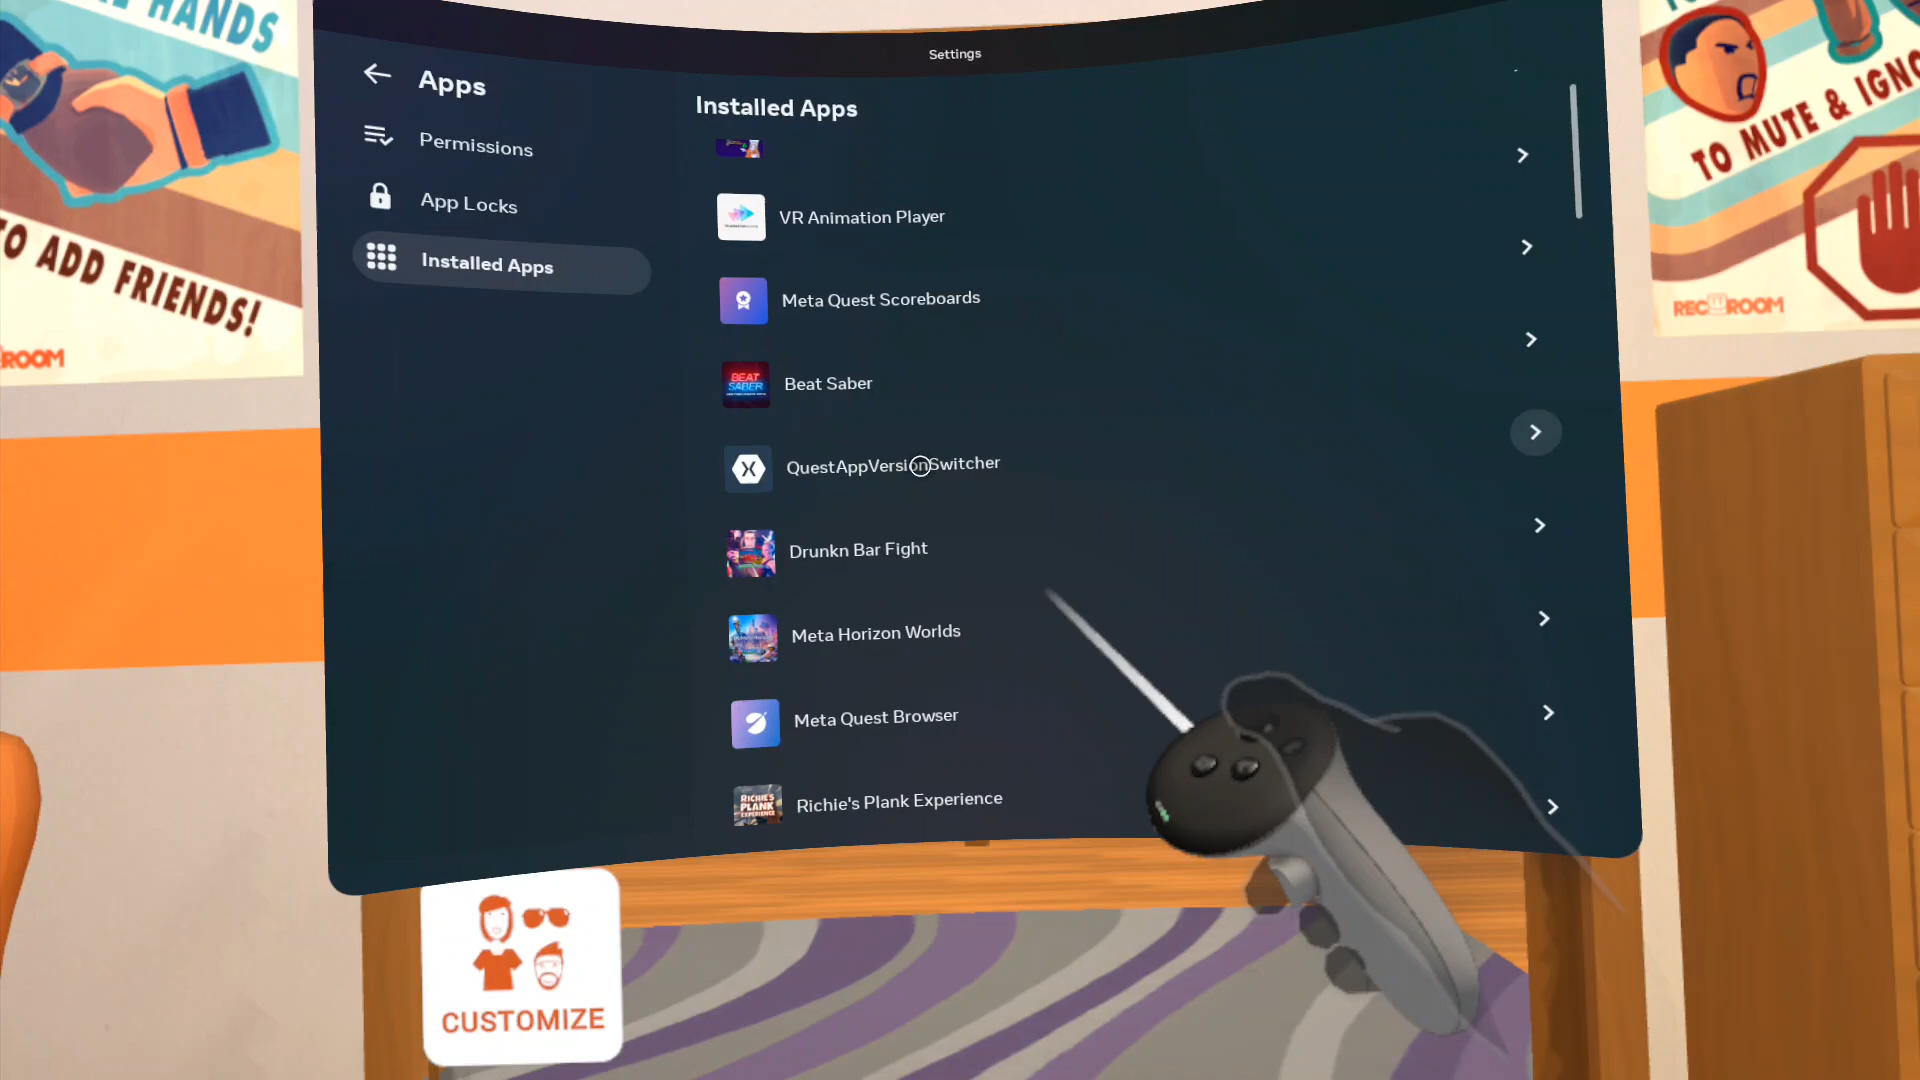 HANDS
TO ADD FRIENDS!
ROOM
Settings
Apps
Permissions
App Locks
Installed Apps
Installed Apps
VR Animation Player
Meta Quest Scoreboards
BEAT
SABER
Beat Saber
QuestAppVersionSwitcher
Drunkn Bar Fight
Meta Horizon Worlds
Meta Quest Browser
RICHIE'S
PLANK
EXPERIENCE
Richie's Plank Experience
TO MUTE & IGNO
REC ROOM
CUSTOMIZE